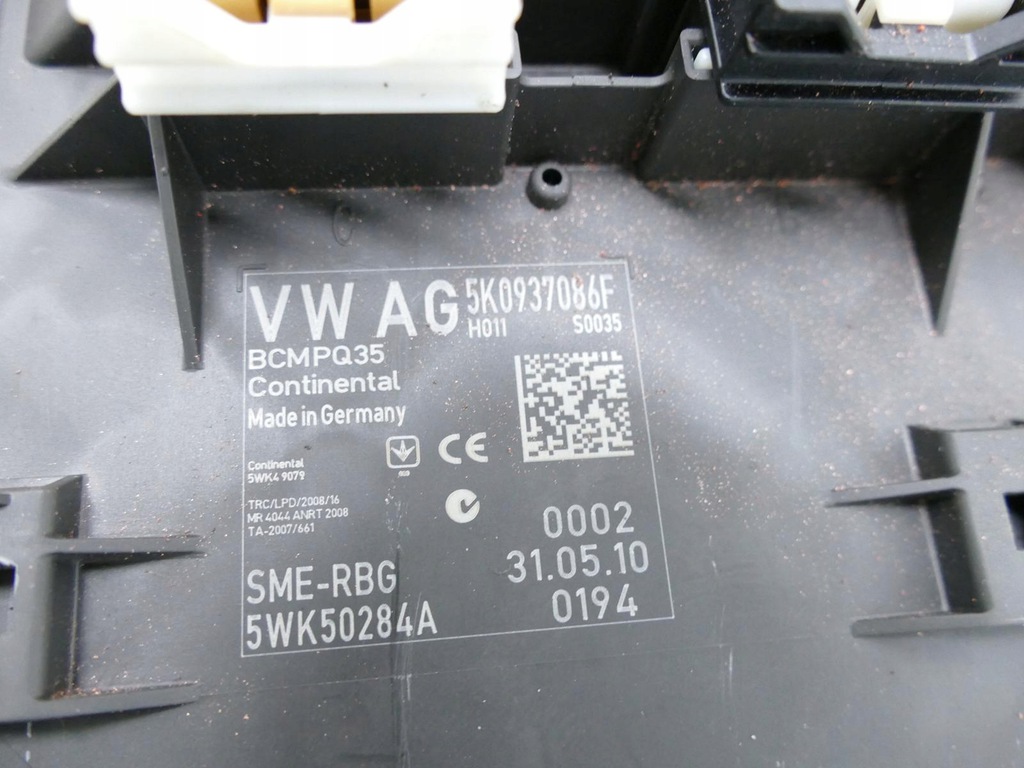 VW AG 5K0937086F
H011 S0035
BCMPQ35
Continental
Made in Germany
CE
Continental
5WK4 9079
TRC/LPD/2008/16
MR 4044 ANRT 2008
TA-2007/661
0002
31.05.10
0194
SME-RBG
5WK50284A